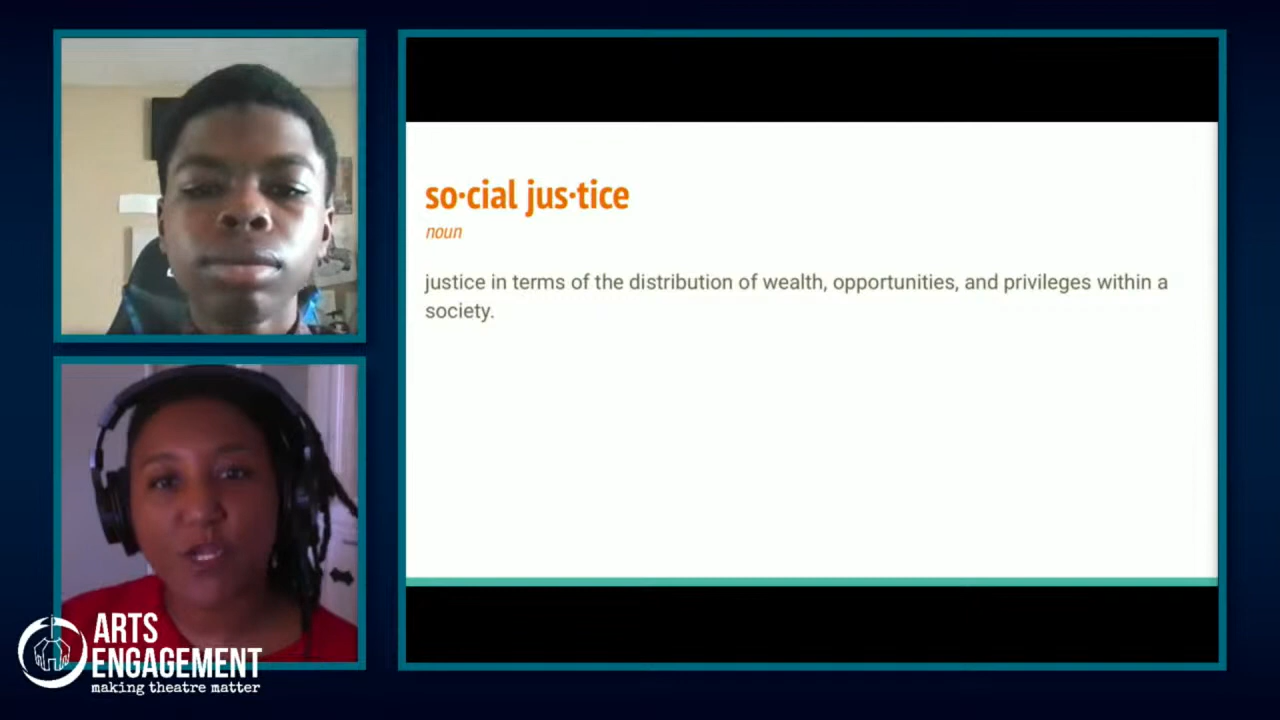 so·cial jus·tice
noun
justice in terms of the distribution of wealth, opportunities, and privileges within a
society.
ARTS
ENGAGEMENT
making theatre matter